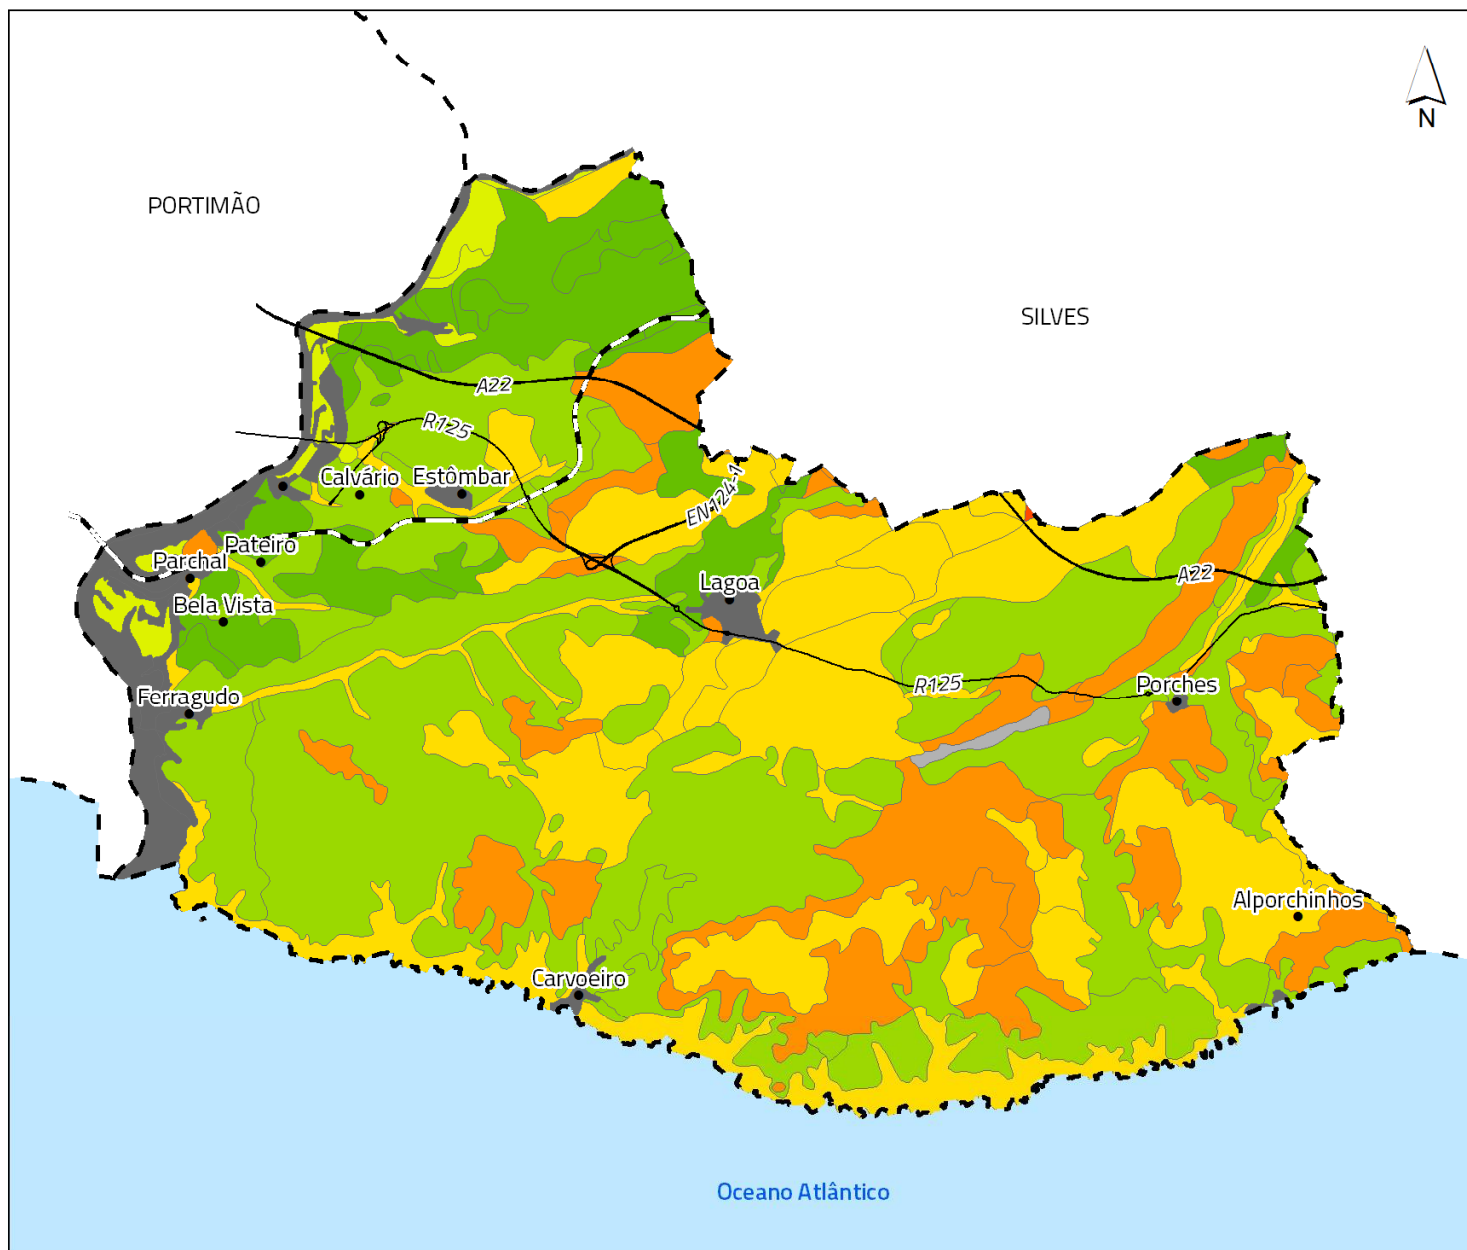 N
PORTIMÃO
SILVES
A22
R125
Calvário
Estômbar
EN124-1
Pateiro
Parchal
A22
Lagoa
Bela Vista
R125
Porches
Ferragudo
Alporchinhos
Carvoeiro
Oceano Atlântico